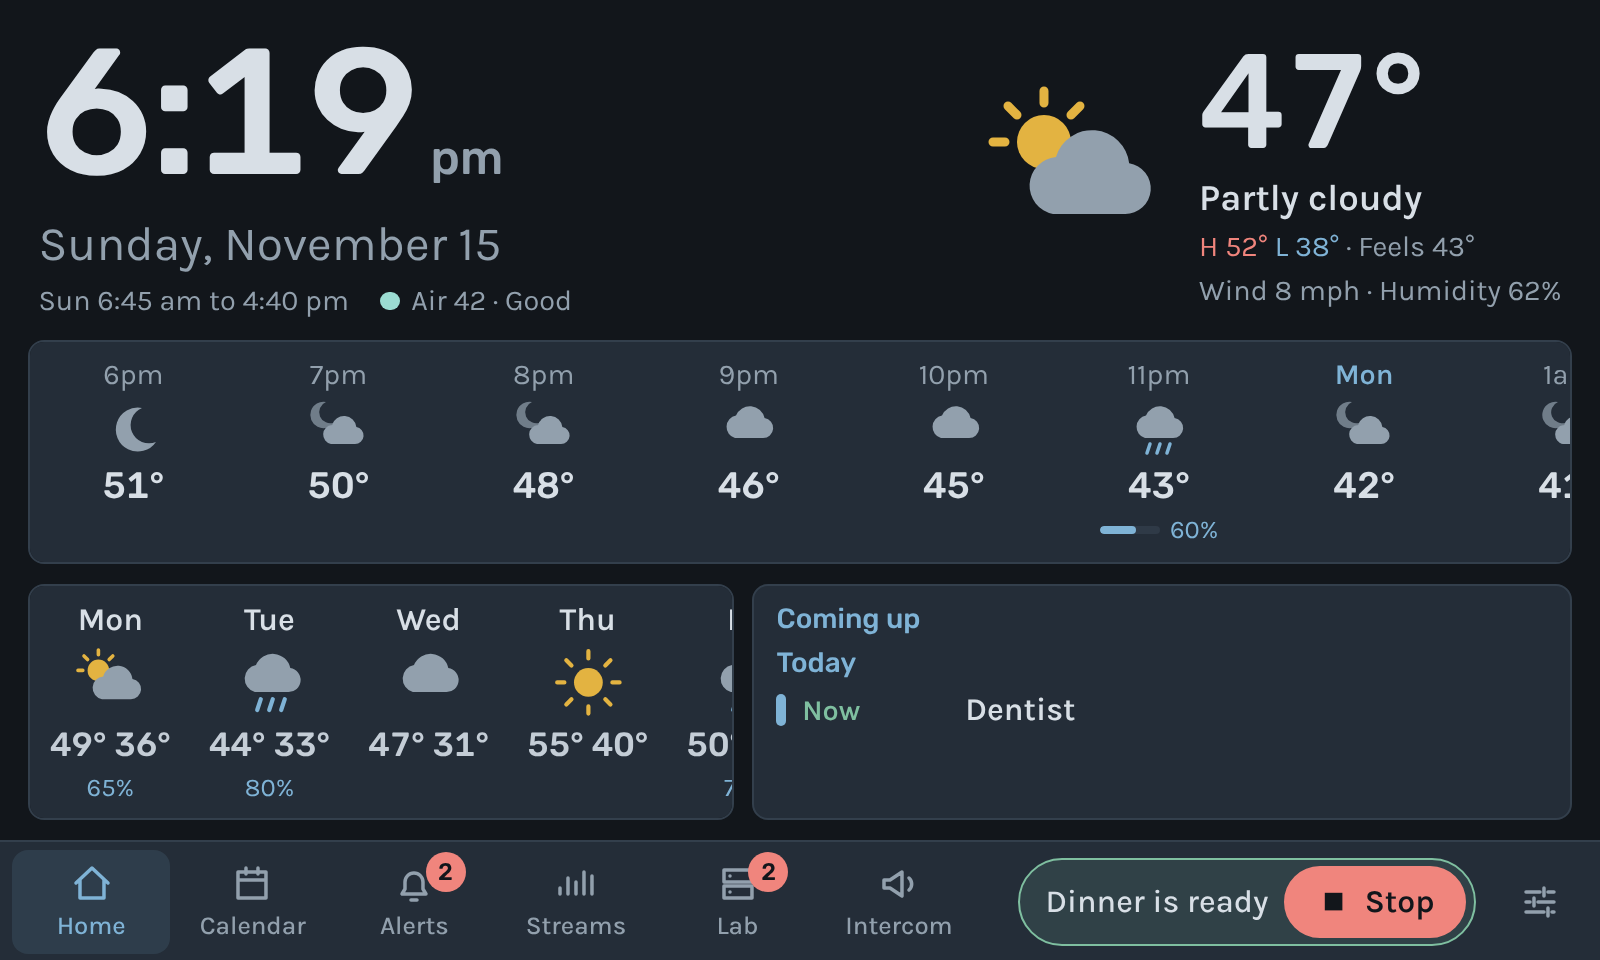 6:19 pm
Sunday, November 15
Sun 6:45 am to 4:40 pm
Air 42 · Good
47°
Partly cloudy
H 52° L 38° · Feels 43°
Wind 8 mph · Humidity 62%
6pm 7pm 8pm 9pm 10pm 11pm Mon 1a
51° 50° 48° 46° 45° 43° 42° 41
60%
Mon Tue Wed Thu
49° 36° 44° 33° 47° 31° 55° 40° 50°
65% 80%
Coming up
Today
Now Dentist
2 2
Home Calendar Alerts Streams Lab Intercom
Dinner is ready Stop